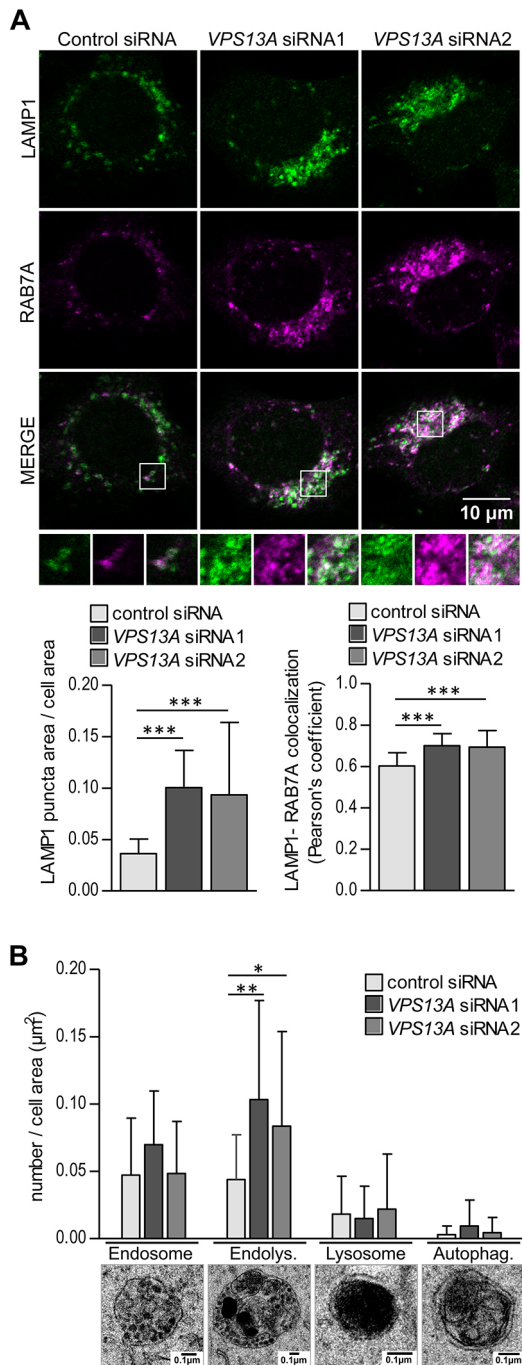 A
Control siRNA VPS13A siRNA1 VPS13A siRNA2
LAMP1
RAB7A
MERGE
10 µm
control siRNA
VPS13A siRNA1
VPS13A siRNA2
LAMP1 puncta area / cell area
0.20
0.15
0.10
0.05
0.00
***
***
control siRNA
VPS13A siRNA1
VPS13A siRNA2
LAMP1- RAB7A colocalization
(Pearson's coefficient)
1.0
0.8
0.6
0.4
0.2
0.0
***
***
B
number / cell area (µm²)
0.20
0.15
0.10
0.05
0.00
*
**
control siRNA
VPS13A siRNA1
VPS13A siRNA2
Endosome Endolys. Lysosome Autophag.
0.1µm 0.1µm 0.1µm 0.1µm